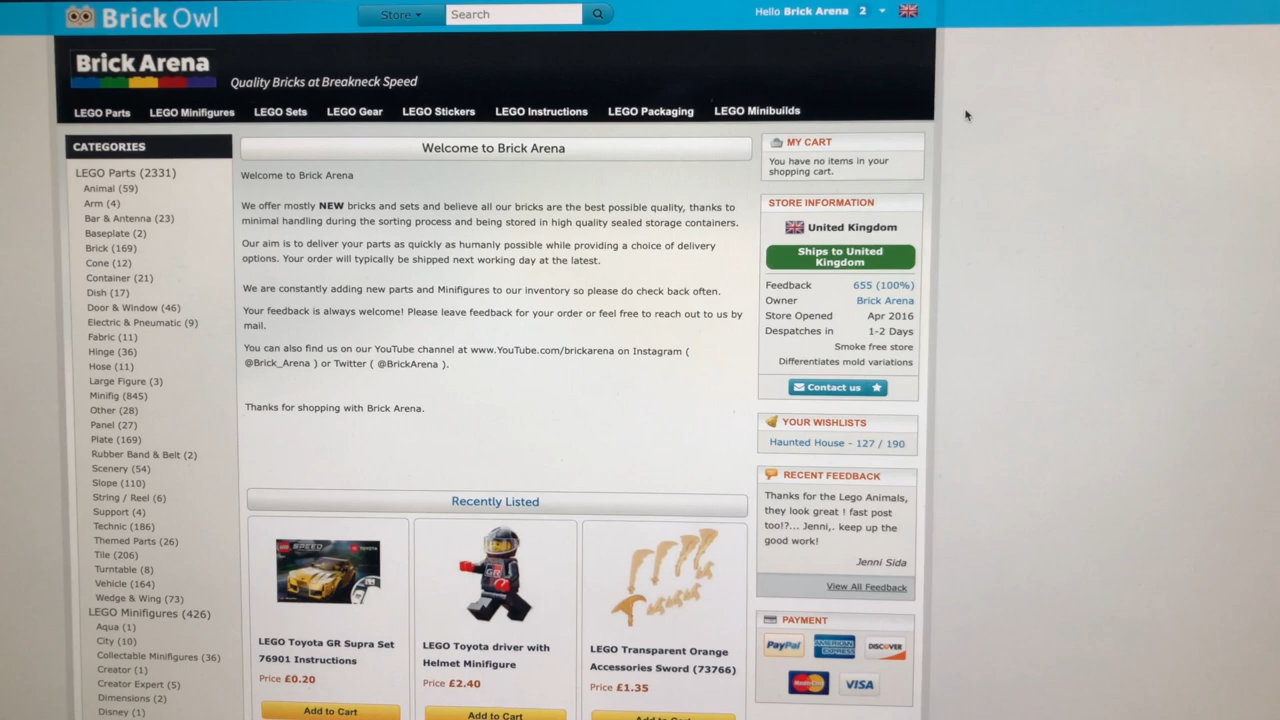 Brick Owl
Store
Search
Hello Brick Arena 2
Brick Arena
Quality Bricks at Breakneck Speed
LEGO Parts LEGO Minifigures LEGO Sets LEGO Gear LEGO Stickers LEGO Instructions LEGO Packaging LEGO Minibuilds
CATEGORIES
LEGO Parts (2331)
Animal (59)
Arm (4)
Bar & Antenna (23)
Baseplate (2)
Brick (169)
Cone (12)
Container (21)
Dish (17)
Door & Window (46)
Electric & Pneumatic (9)
Fabric (11)
Hinge (36)
Hose (11)
Large Figure (3)
Minifig (845)
Other (28)
Panel (27)
Plate (169)
Rubber Band & Belt (2)
Scenery (54)
Slope (110)
String / Reel (6)
Support (4)
Technic (186)
Themed Parts (26)
Tile (206)
Turntable (8)
Vehicle (164)
Wedge & Wing (73)
LEGO Minifigures (426)
Aqua (1)
City (10)
Collectable Minifigures (36)
Creator (1)
Creator Expert (5)
Dimensions (2)
Disney (1)
Welcome to Brick Arena
Welcome to Brick Arena
We offer mostly NEW bricks and sets and believe all our bricks are the best possible quality, thanks to
minimal handling during the sorting process and being stored in high quality sealed storage containers.
Our aim is to deliver your parts as quickly as humanly possible while providing a choice of delivery
options. Your order will typically be shipped next working day at the latest.
We are constantly adding new parts and Minifigures to our inventory so please do check back often.
Your feedback is always welcome! Please leave feedback for your order or feel free to reach out to us by
mail.
You can also find us on our YouTube channel at www.YouTube.com/brickarena on Instagram (
@Brick_Arena ) or Twitter ( @BrickArena ).
Thanks for shopping with Brick Arena.
Recently Listed
SPEED
TOYOTA
LEGO Toyota GR Supra Set
76901 Instructions
Price £0.20
Add to Cart
GR
LEGO Toyota driver with
Helmet Minifigure
Price £2.40
Add to Cart
LEGO Transparent Orange
Accessories Sword (73766)
Price £1.35
Add to Cart
MY CART
You have no items in your
shopping cart.
STORE INFORMATION
United Kingdom
Ships to United
Kingdom
Feedback 655 (100%)
Owner Brick Arena
Store Opened Apr 2016
Despatches in 1-2 Days
Smoke free store
Differentiates mold variations
Contact us
YOUR WISHLISTS
Haunted House - 127 / 190
RECENT FEEDBACK
Thanks for the Lego Animals,
they look great ! fast post
too!?... Jenni,. keep up the
good work!
Jenni Sida
View All Feedback
PAYMENT
PayPal
AMERICAN EXPRESS
DISCOVER
MasterCard
VISA